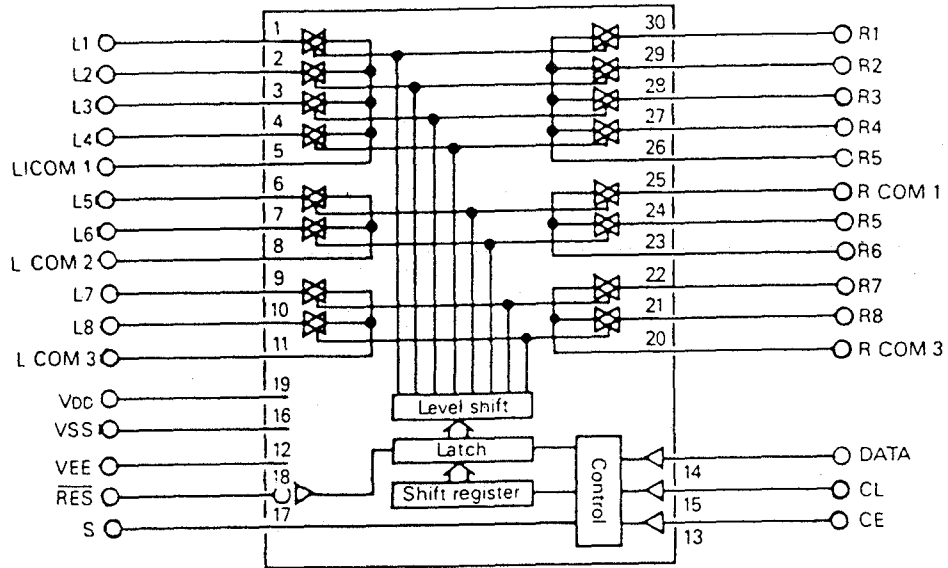 L1 1 30 R1
L2 2 29 R2
L3 3 28 R3
L4 4 27 R4
LICOM 1 5 26 R5
L5 6 25 R COM 1
L6 7 24 R5
L COM 2 8 23 R6
L7 9 22 R7
L8 10 21 R8
L COM 3 11 20 R COM 3
VDD 19
Level shift
VSS 16
Latch
VEE 12
Control
14 DATA
RES 18
Shift register
15 CL
S 17
13 CE